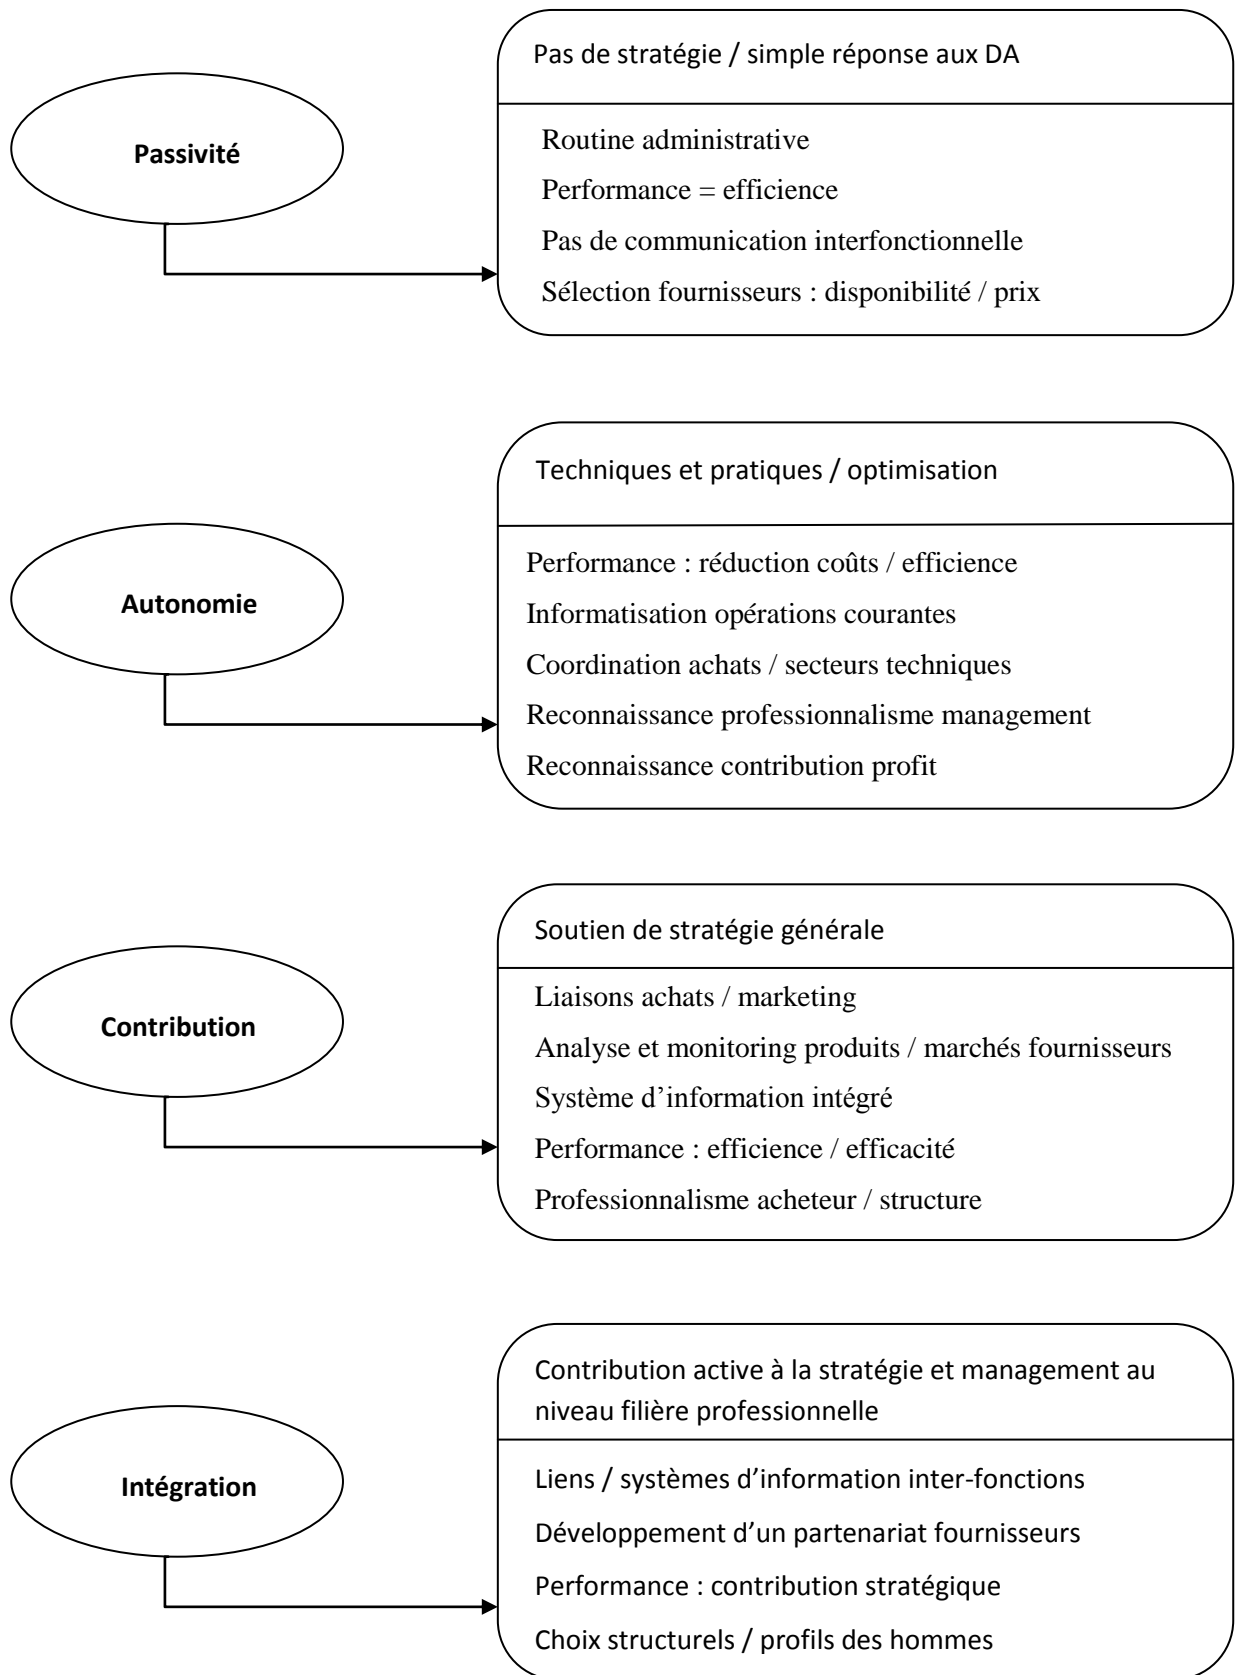 Pas de stratégie / simple réponse aux DA
Passivité
Routine administrative
Performance = efficience
Pas de communication interfonctionnelle
Sélection fournisseurs : disponibilité / prix
Techniques et pratiques / optimisation
Autonomie
Performance : réduction coûts / efficience
Informatisation opérations courantes
Coordination achats / secteurs techniques
Reconnaissance professionnalisme management
Reconnaissance contribution profit
Soutien de stratégie générale
Contribution
Liaisons achats / marketing
Analyse et monitoring produits / marchés fournisseurs
Système d’information intégré
Performance : efficience / efficacité
Professionnalisme acheteur / structure
Contribution active à la stratégie et management au
niveau filière professionnelle
Intégration
Liens / systèmes d’information inter-fonctions
Développement d’un partenariat fournisseurs
Performance : contribution stratégique
Choix structurels / profils des hommes